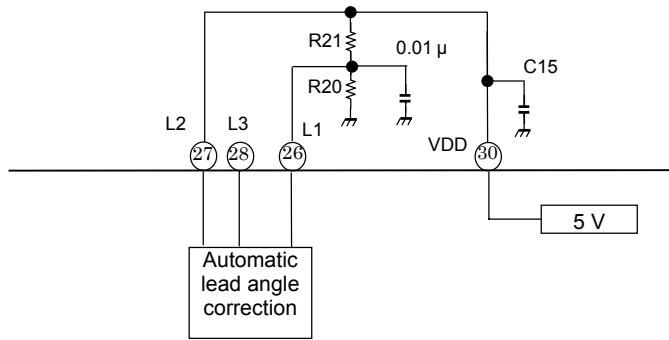 R21
0.01 µ
C15
R20
L2
L3
L1
VDD
27
28
26
30
5 V
Automatic
lead angle
correction